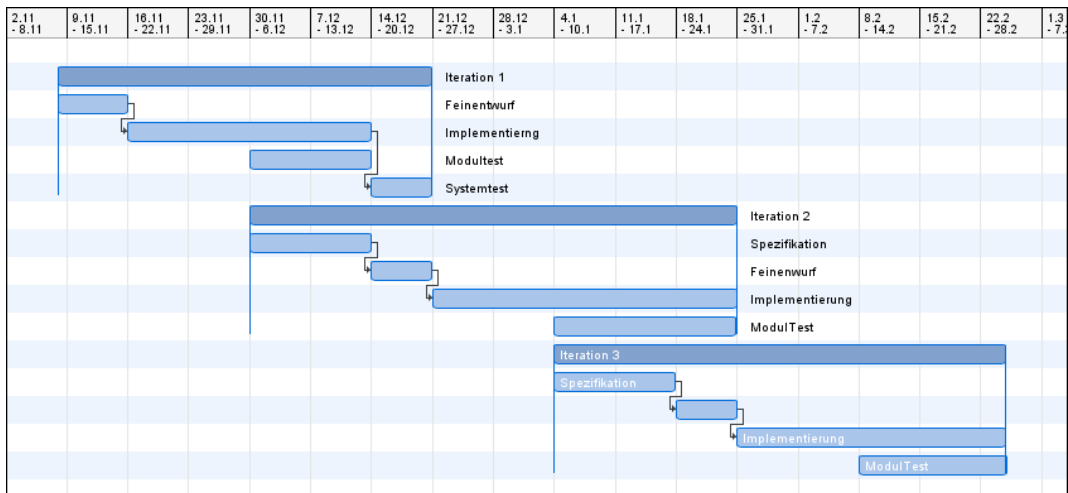 2.11 9.11 16.11 23.11 30.11 7.12 14.12 21.12 28.12 4.1 11.1 18.1 25.1 1.2 8.2 15.2 22.2 1.3
- 8.11 - 15.11 - 22.11 - 29.11 - 6.12 - 13.12 - 20.12 - 27.12 - 3.1 - 10.1 - 17.1 - 24.1 - 31.1 - 7.2 - 14.2 - 21.2 - 28.2 - 7.
Iteration 1
Feinentwurf
Implementierng
Modultest
Systemtest
Iteration 2
Spezifikation
Feinenwurf
Implementierung
ModulTest
Iteration 3
Spezifikation
Implementierung
ModulTest